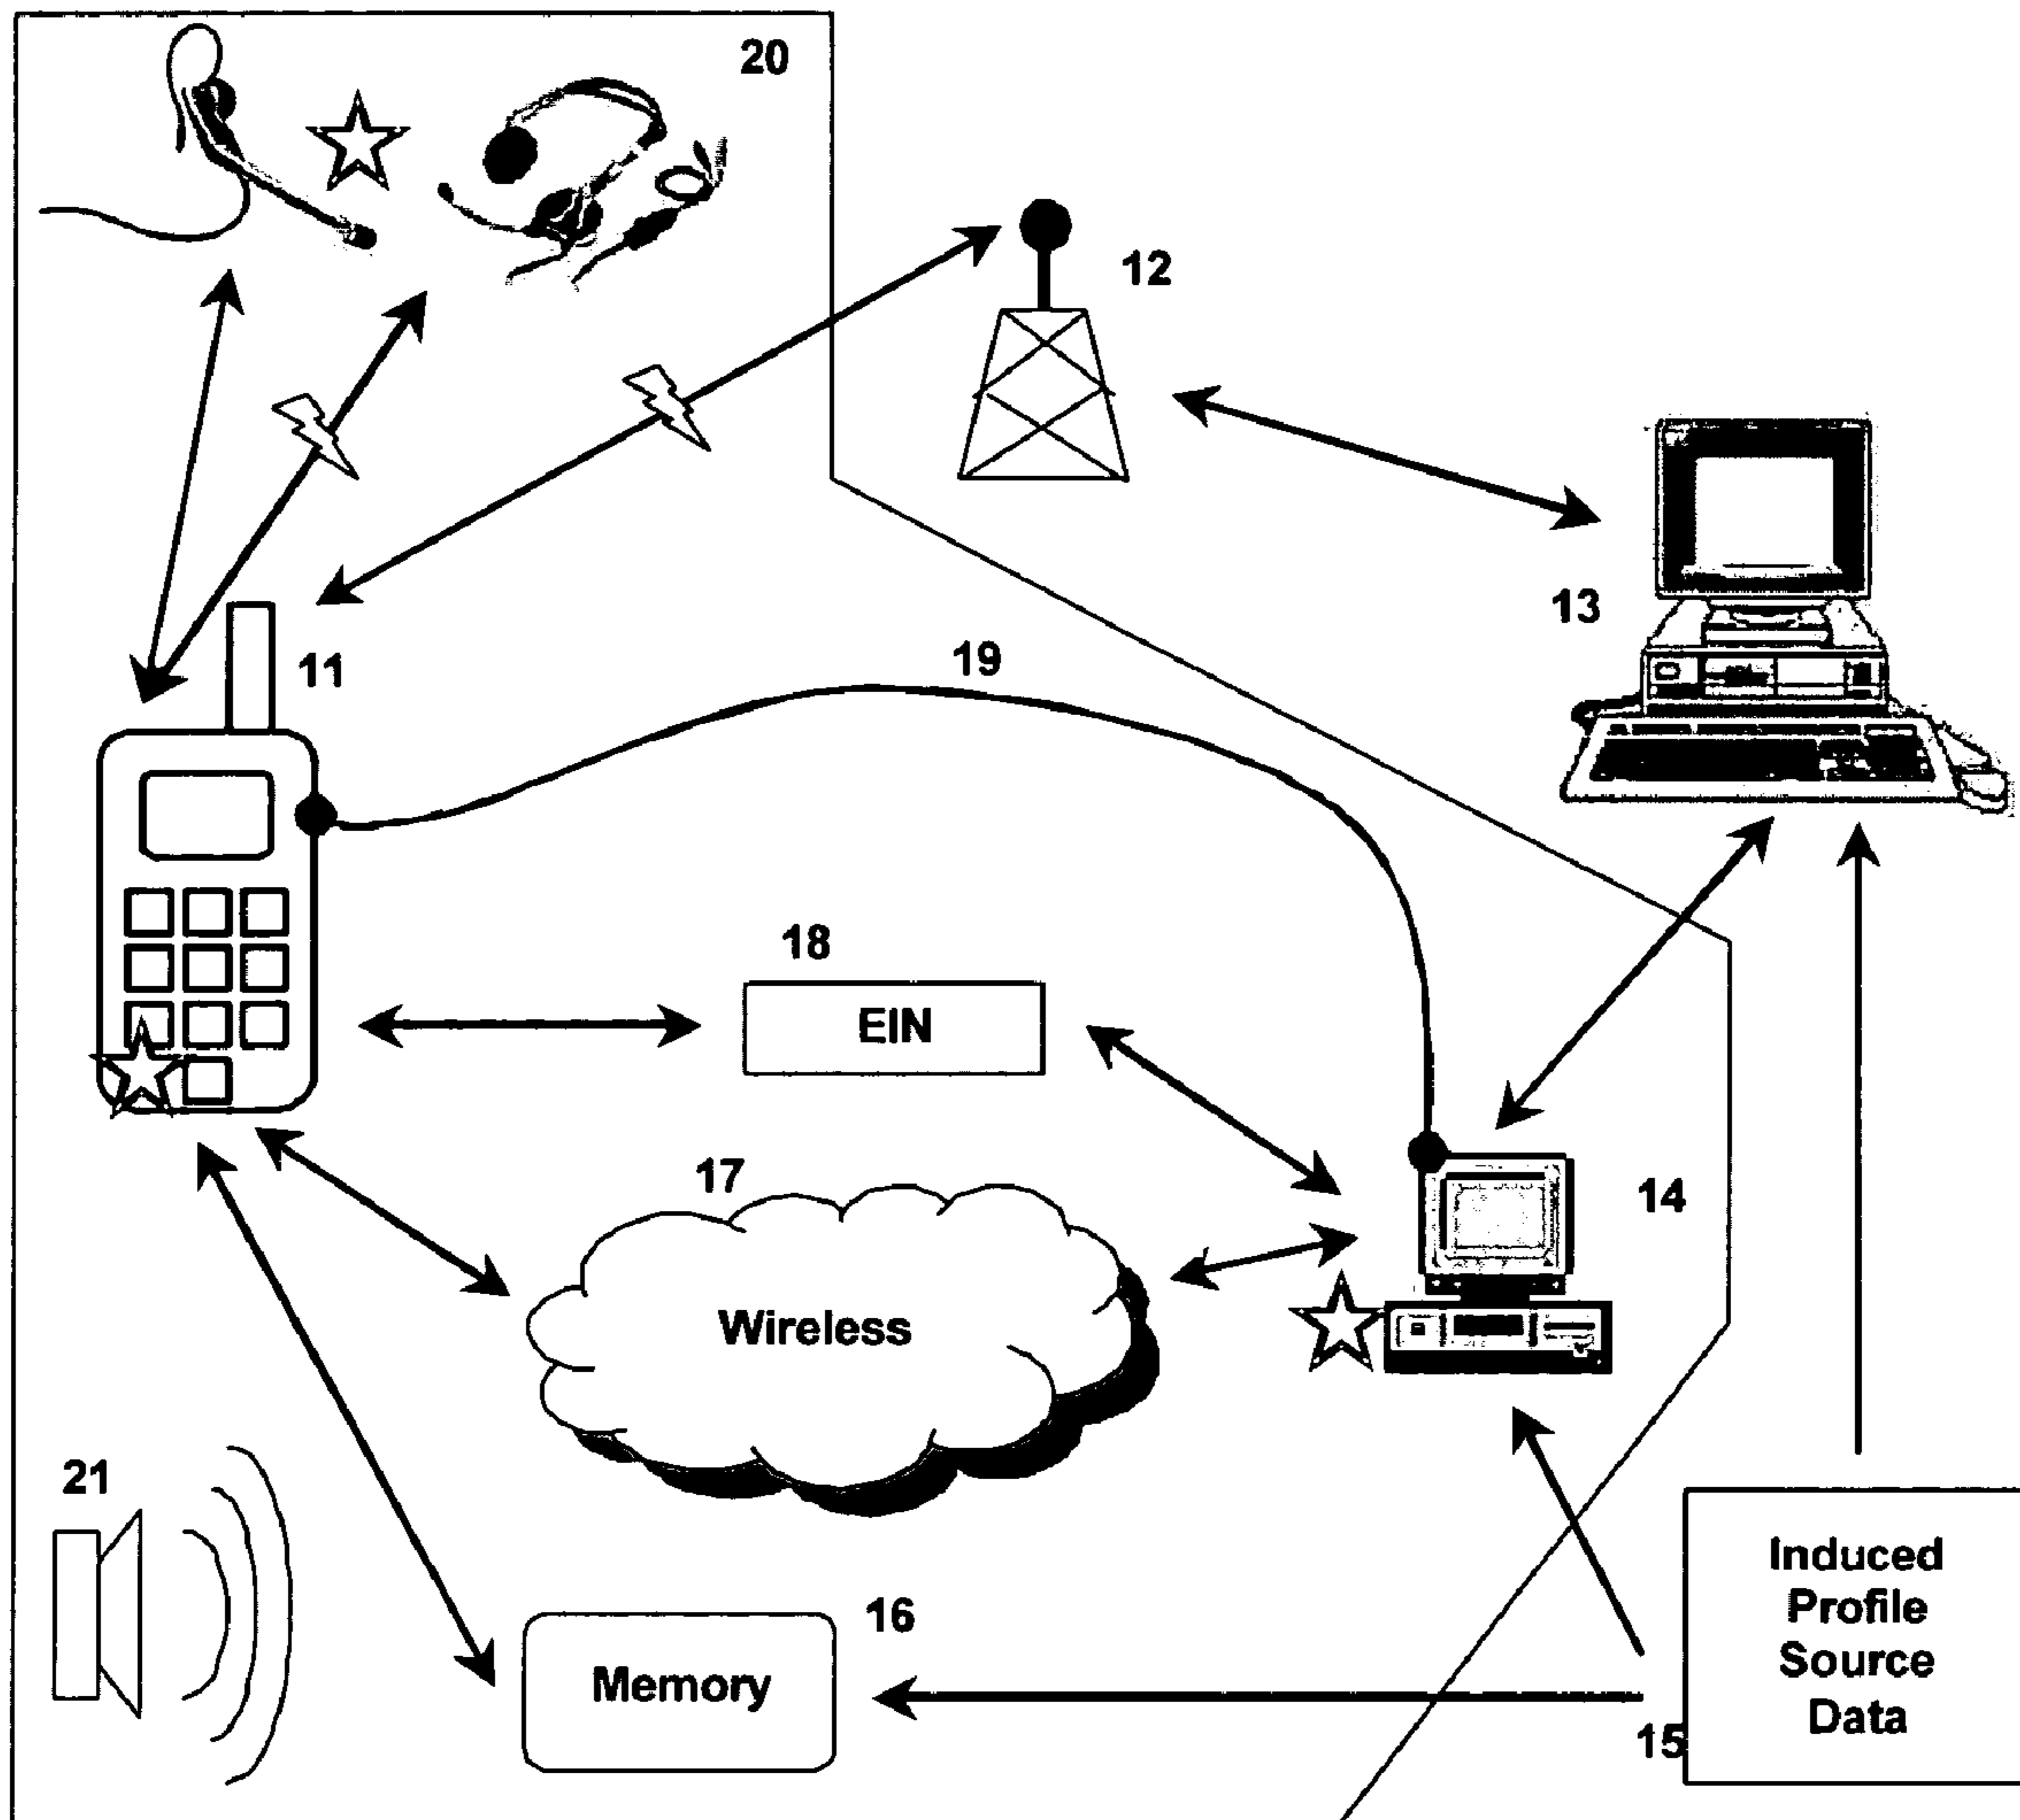 20
12
13
11
19
18
EIN
17
14
Wireless
21
16
Memory
Induced
Profile
Source
Data
15